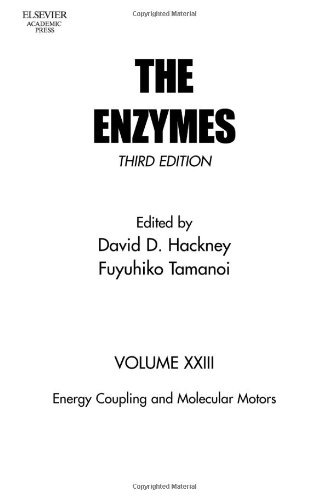 ELSEVIER
ACADEMIC
PRESS
THE
ENZYMES
THIRD EDITION
Edited by
David D. Hackney
Fuyuhiko Tamanoi
VOLUME XXIII
Energy Coupling and Molecular Motors